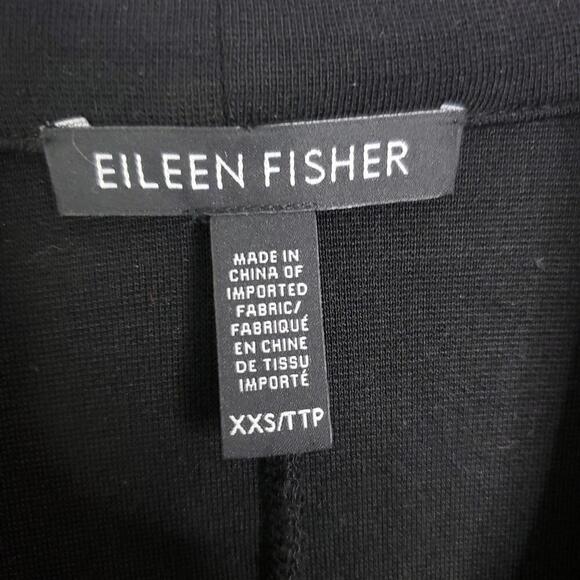 EILEEN FISHER
MADE IN
CHINA OF
IMPORTED
FABRIC/
FABRIQUÉ
EN CHINE
DE TISSU
IMPORTÉ
XXS/TTP